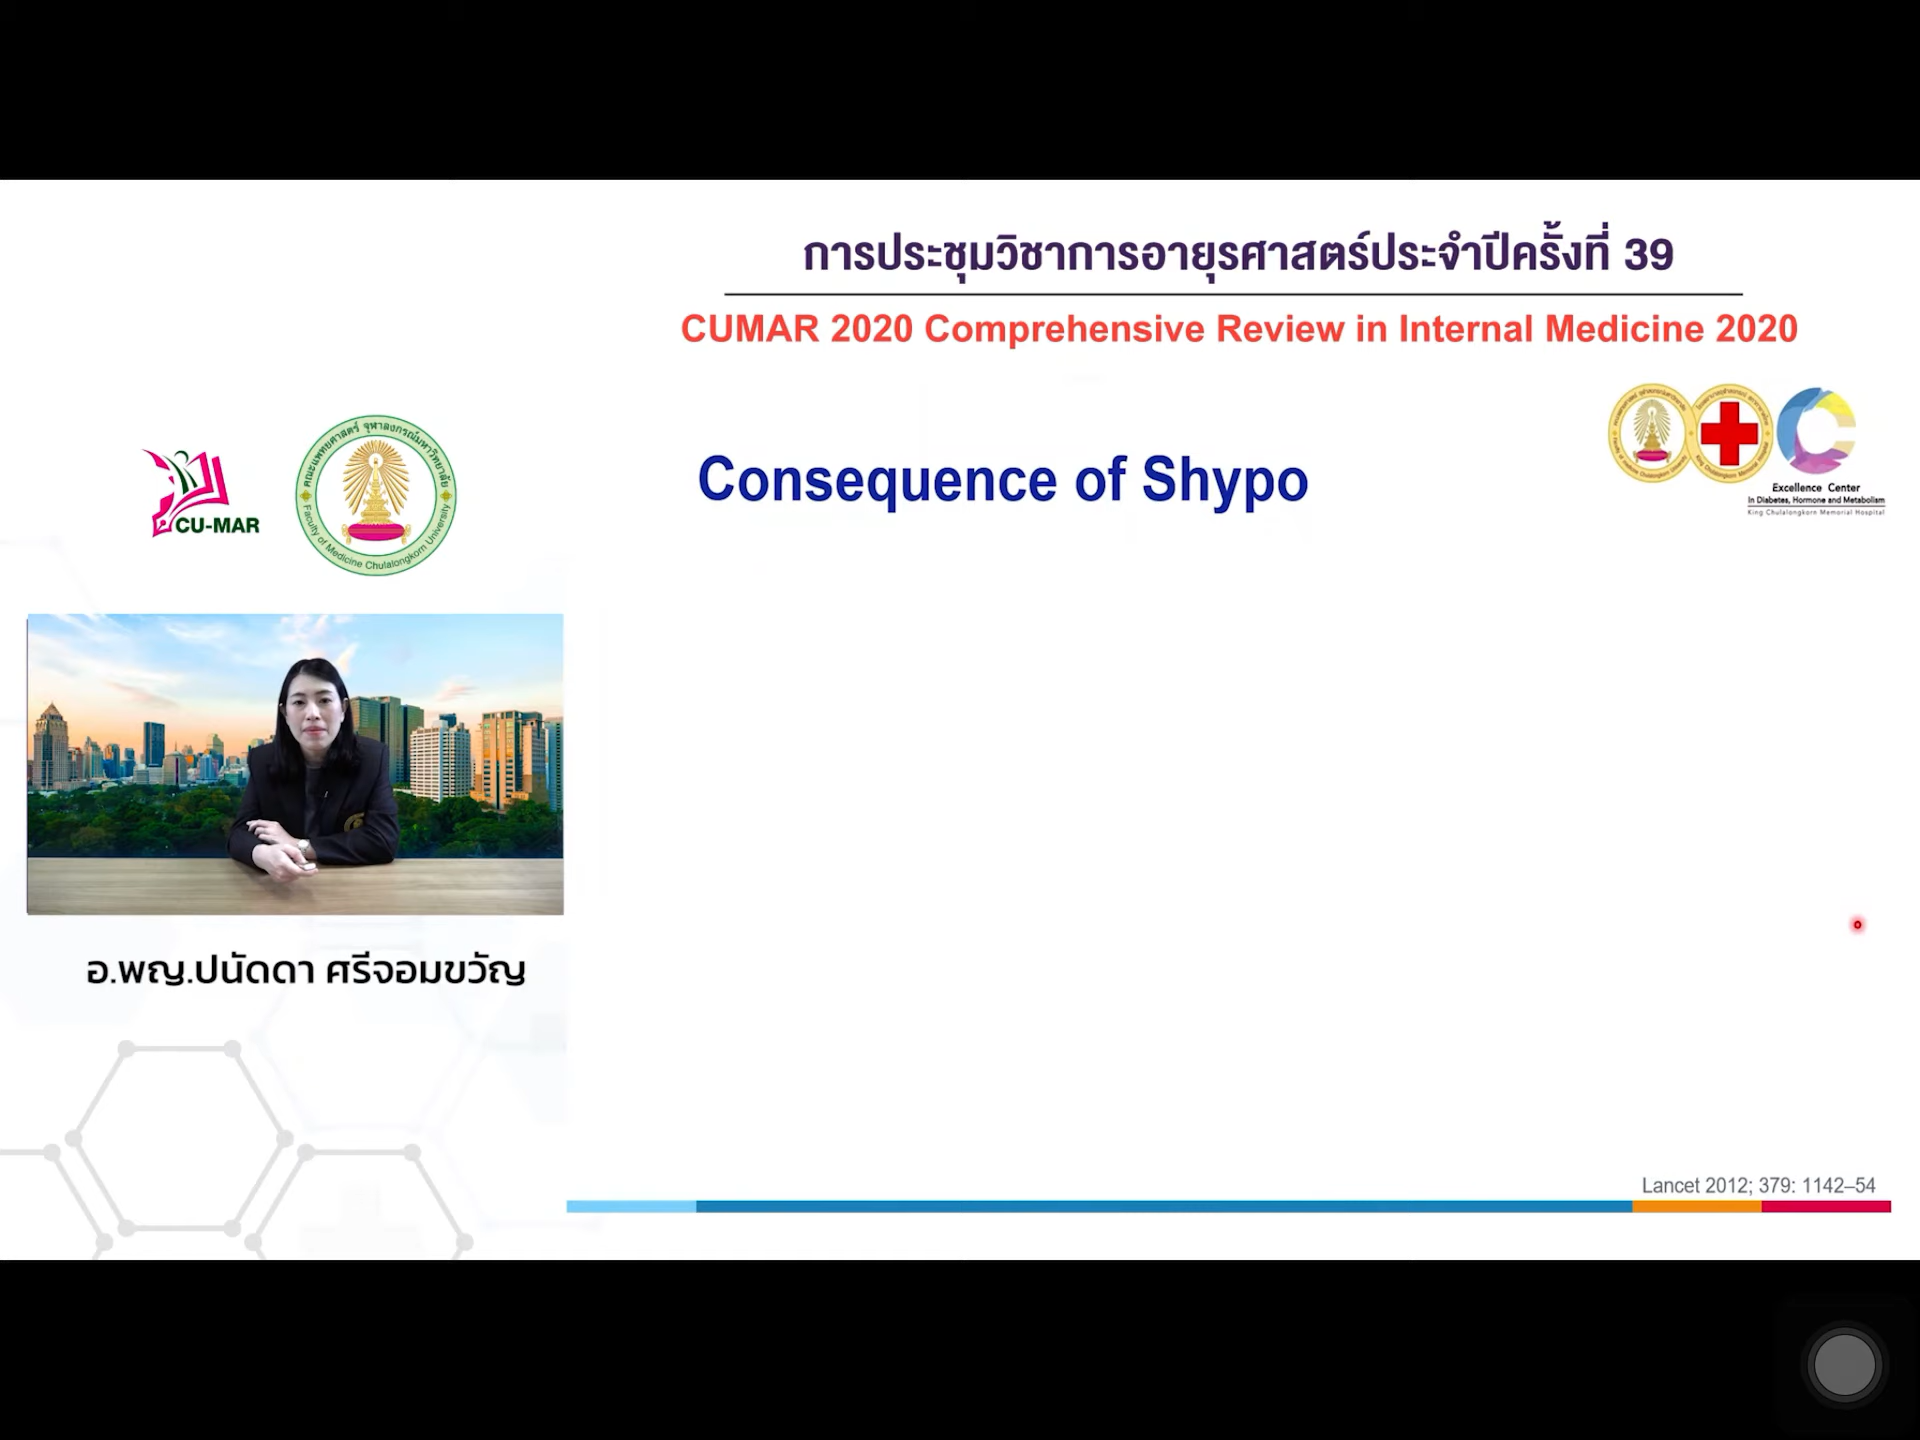 การประชุมวิชาการอายุรศาสตร์ประจำปีครั้งที่ 39
CUMAR 2020 Comprehensive Review in Internal Medicine 2020
CU-MAR
คณะแพทยศาสตร์ จุฬาลงกรณ์มหาวิทยาลัย
Faculty of Medicine Chulalongkorn University
Consequence of Shypo
Excellence Center
In Diabetes, Hormone and Metabolism
King Chulalongkorn Memorial Hospital
อ.พญ.ปนัดดา ศรีจอมขวัญ
Lancet 2012; 379: 1142–54